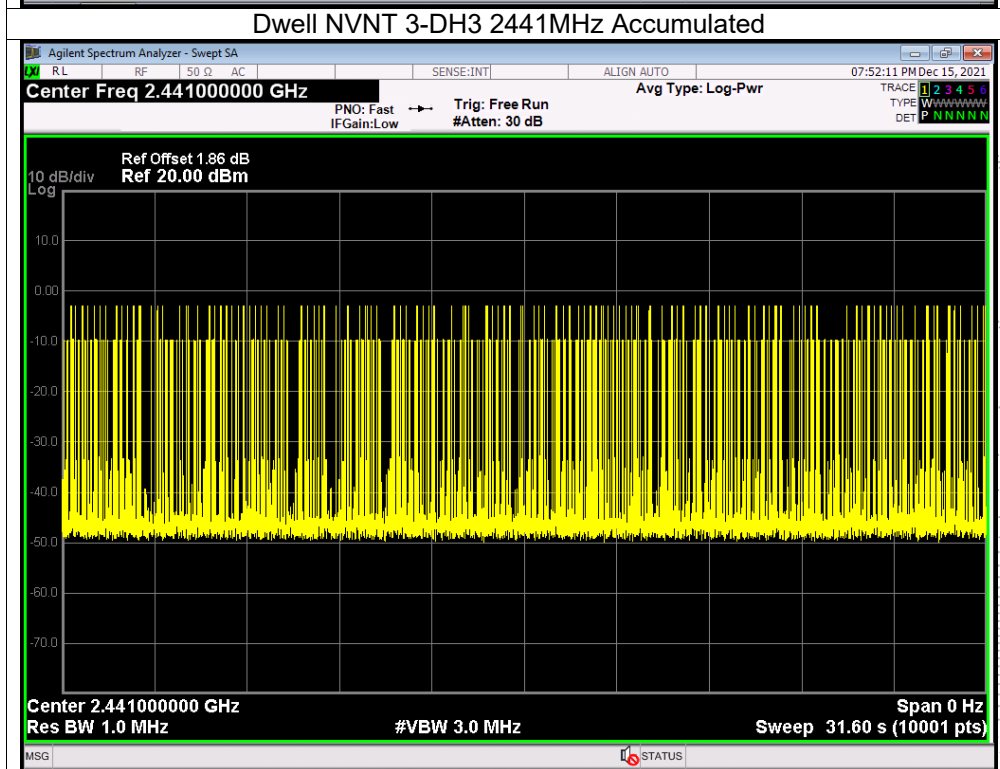 Dwell NVNT 3-DH3 2441MHz Accumulated
Agilent Spectrum Analyzer - Swept SA
LXI RL RF 50 Ω AC SENSE:INT ALIGN AUTO 07:52:11 PM Dec 15, 2021
Center Freq 2.441000000 GHz Avg Type: Log-Pwr TRACE 1 2 3 4 5 6
PNO: Fast Trig: Free Run TYPE WWWWWW
IFGain:Low #Atten: 30 dB DET P N N N N N
Ref Offset 1.86 dB
10 dB/div Ref 20.00 dBm
Log
10.0
0.00
-10.0
-20.0
-30.0
-40.0
-50.0
-60.0
-70.0
Center 2.441000000 GHz Span 0 Hz
Res BW 1.0 MHz #VBW 3.0 MHz Sweep 31.60 s (10001 pts)
MSG STATUS